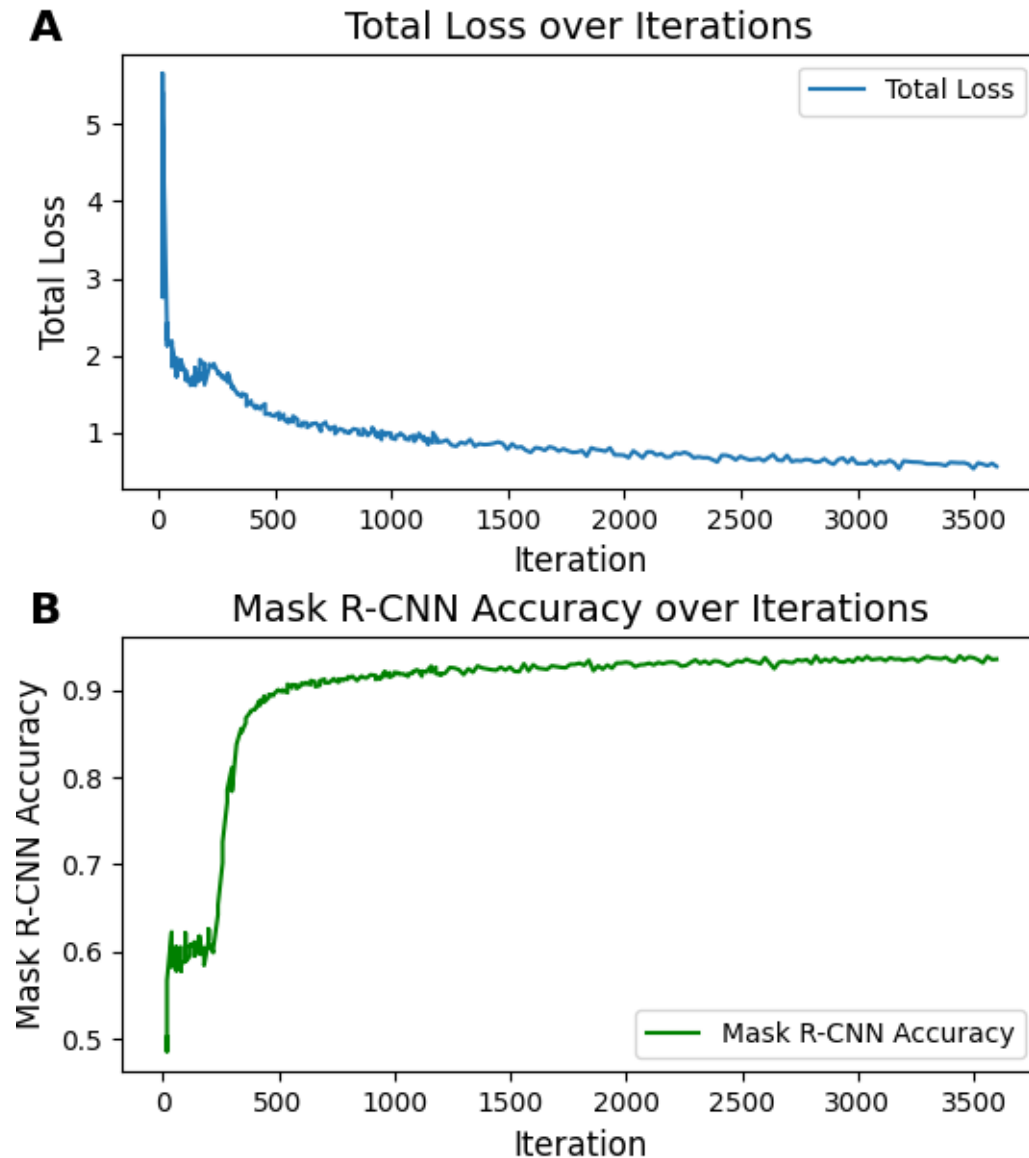 A
Total Loss over Iterations
Total Loss
5
4
3
2
1
Total Loss
0 500 1000 1500 2000 2500 3000 3500
Iteration
B
Mask R-CNN Accuracy over Iterations
Mask R-CNN Accuracy
0.9
0.8
0.7
0.6
0.5
Mask R-CNN Accuracy
0 500 1000 1500 2000 2500 3000 3500
Iteration